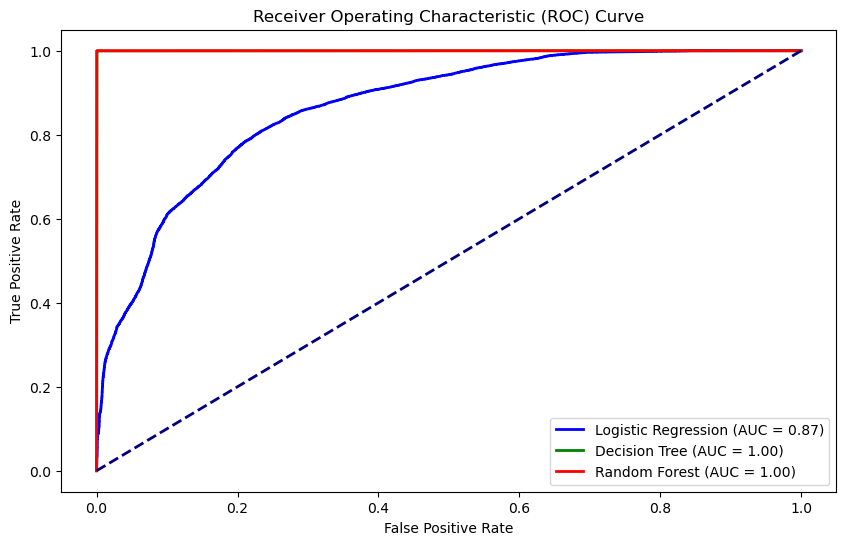 Receiver Operating Characteristic (ROC) Curve
True Positive Rate
1.0
0.8
0.6
0.4
0.2
0.0
Logistic Regression (AUC = 0.87)
Decision Tree (AUC = 1.00)
Random Forest (AUC = 1.00)
0.0 0.2 0.4 0.6 0.8 1.0
False Positive Rate